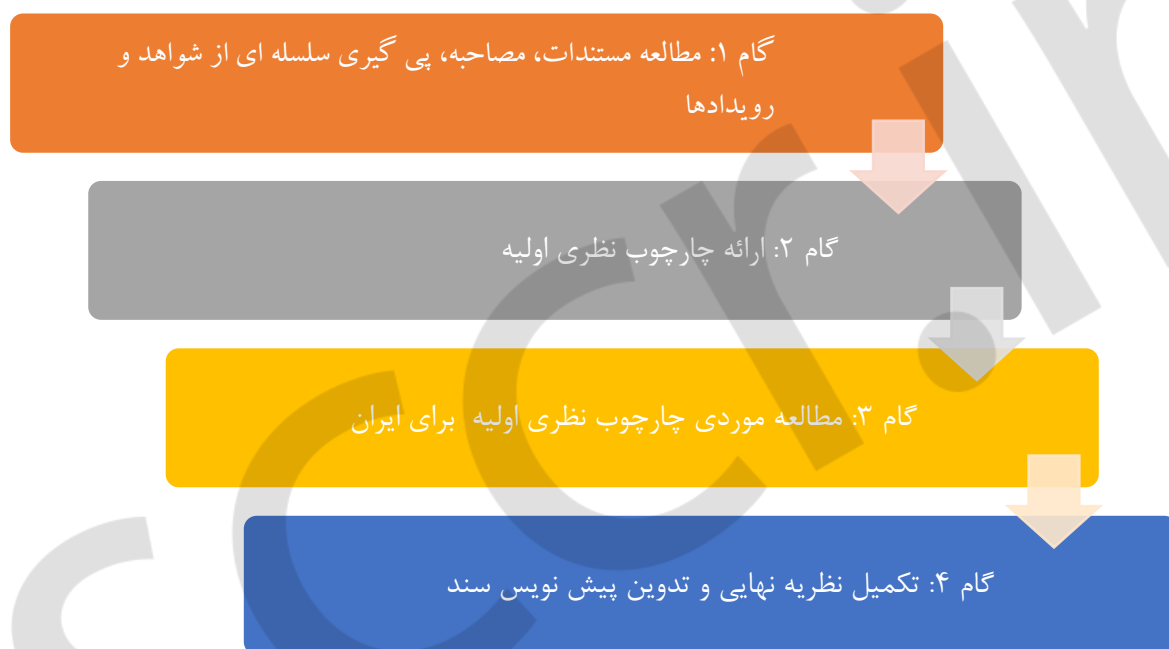 گام ۱: مطالعه مستندات، مصاحبه، پی گیری سلسله ای از شواهد و
رویدادها
گام ۲: ارائه چارچوب نظری اولیه
گام ۳: مطالعه موردی چارچوب نظری اولیه برای ایران
گام ۴: تکمیل نظریه نهایی و تدوین پیش نویس سند